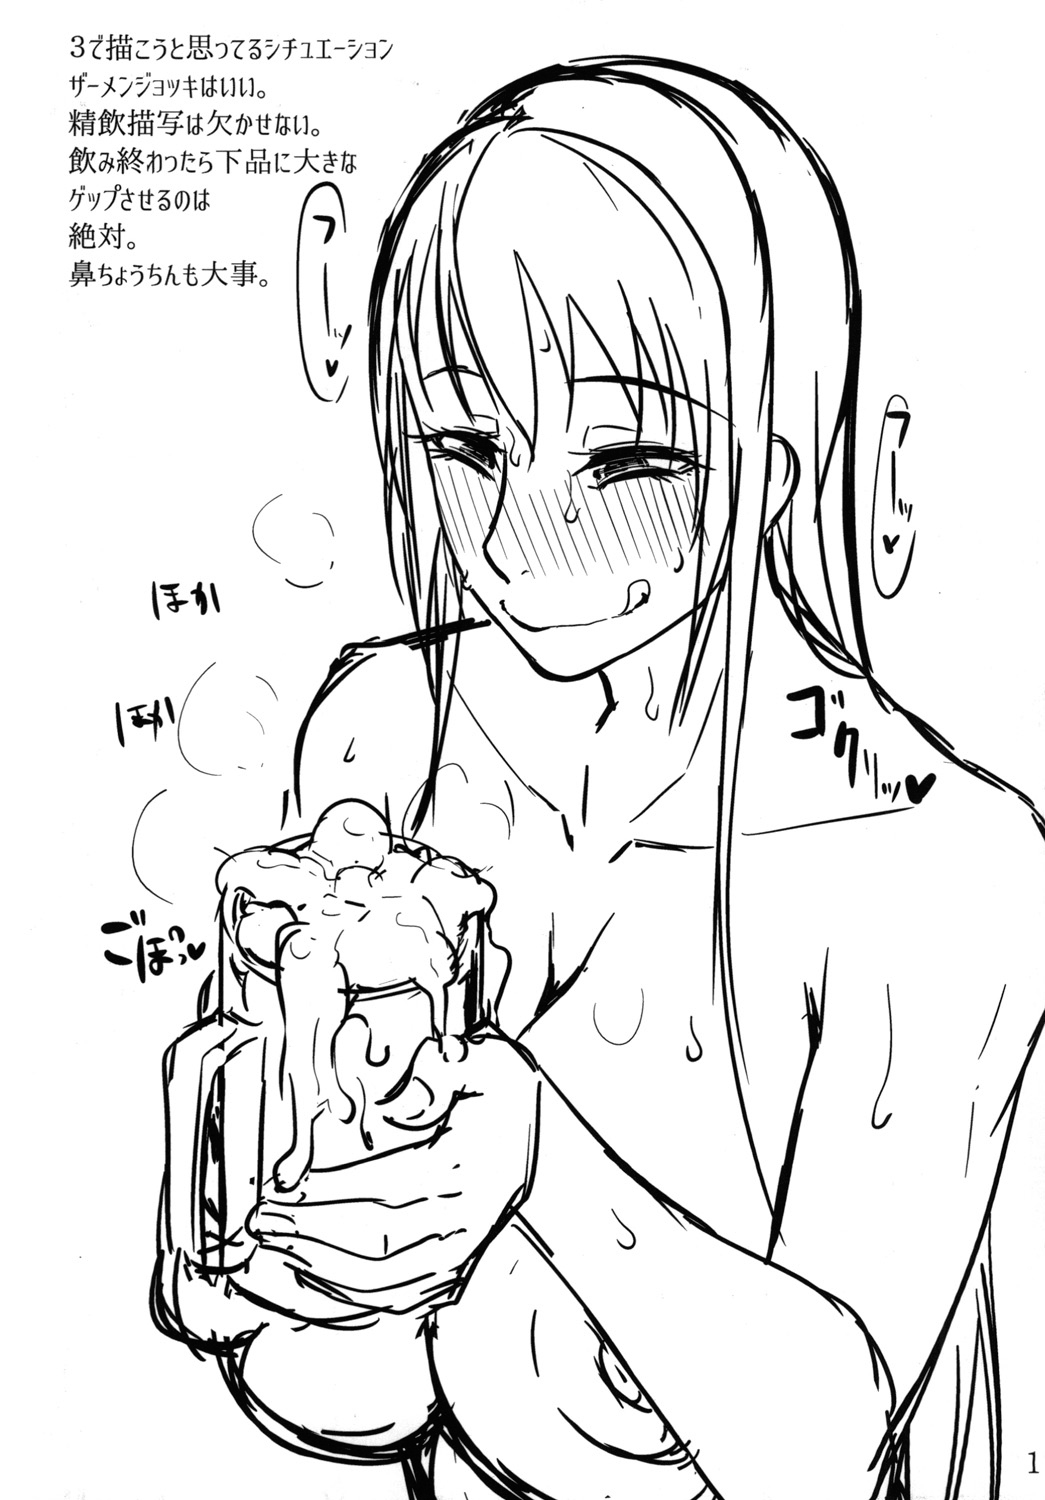 3で描こうと思ってるシチュエーション
ザーメンジョッキはいい。
精飲描写は欠かせない。
飲み終わったら下品に大きな
ゲップさせるのは
絶対。
鼻ちょうちんも大事。
フーッ♥
フーッ♥
ほか
ほか
ゴクリッ♥
ごぽっ♥
1